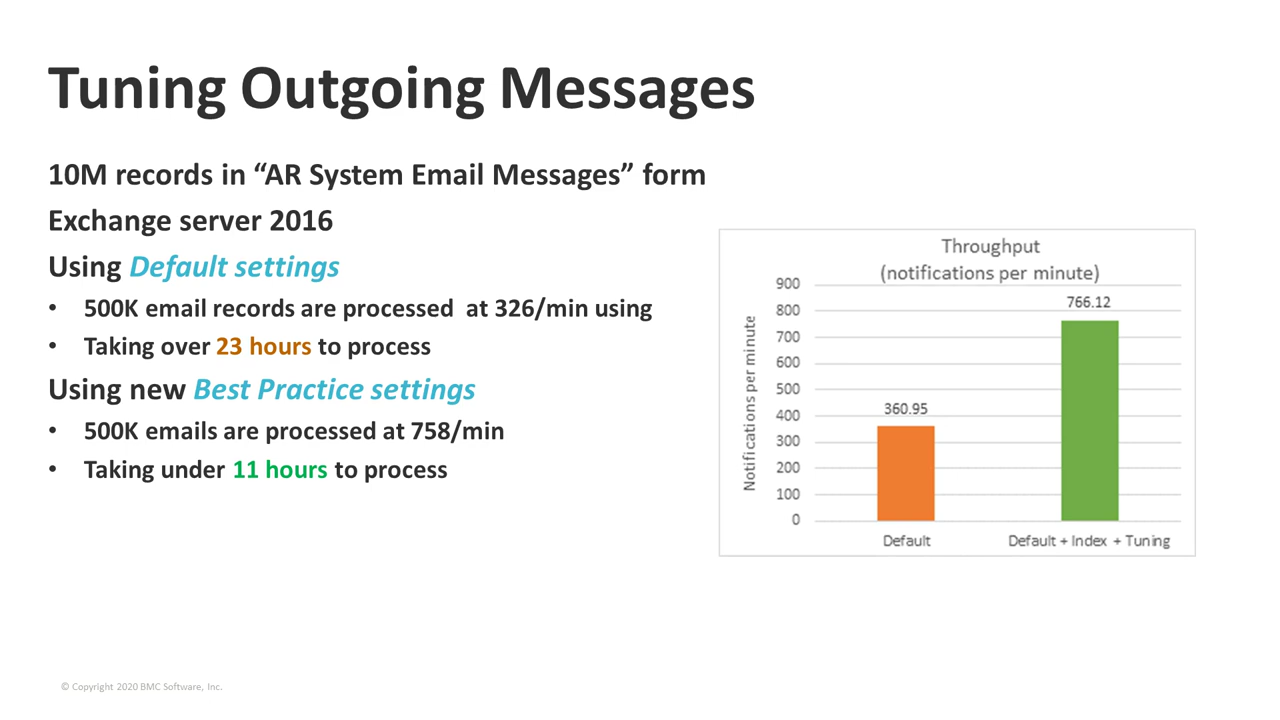 Tuning Outgoing Messages
10M records in “AR System Email Messages” form
Exchange server 2016
Using Default settings
• 500K email records are processed  at 326/min using
• Taking over 23 hours to process
Using new Best Practice settings
• 500K emails are processed at 758/min
• Taking under 11 hours to process
Throughput
(notifications per minute)
Notifications per minute
900
800
700
600
500
400
300
200
100
0
360.95
766.12
Default
Default + Index + Tuning
© Copyright 2020 BMC Software, Inc.